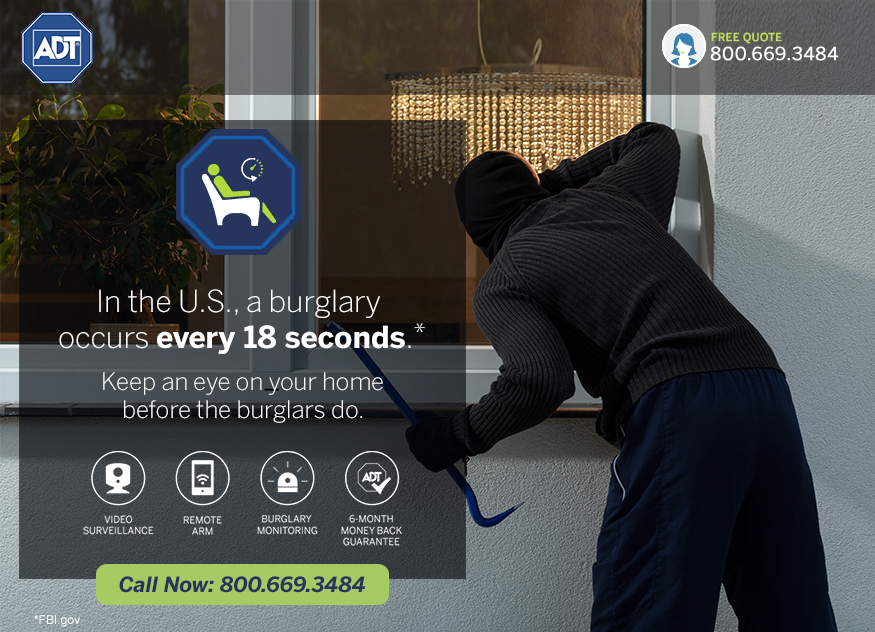 ADT
FREE QUOTE
800.669.3484
In the U.S., a burglary
occurs every 18 seconds.*
Keep an eye on your home
before the burglars do.
VIDEO
SURVEILLANCE
REMOTE
ARM
BURGLARY
MONITORING
ADT
6-MONTH
MONEY BACK
GUARANTEE
Call Now: 800.669.3484
*FBI.gov